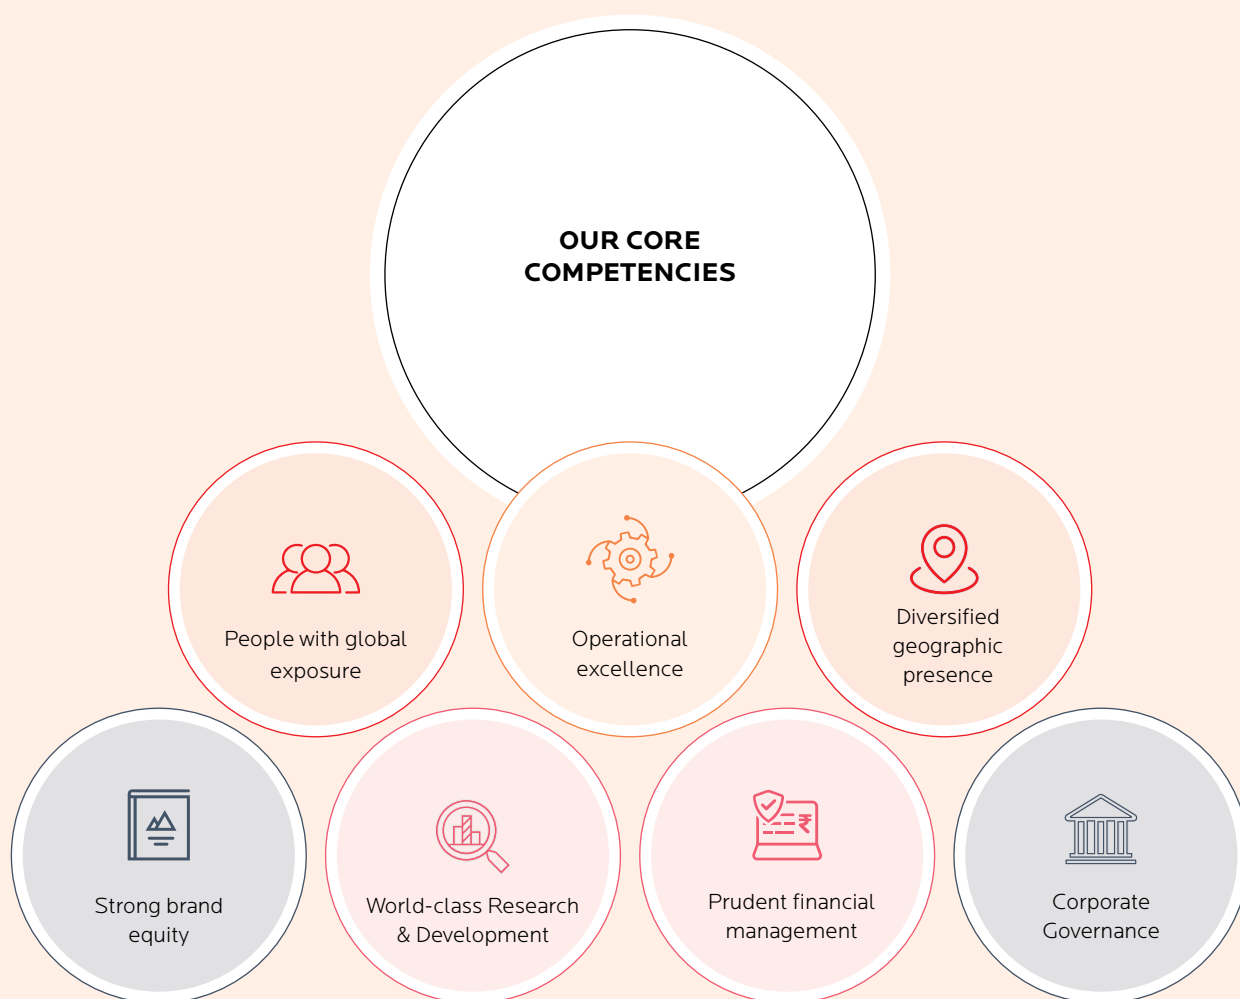 OUR CORE
COMPETENCIES
People with global
exposure
Operational
excellence
Diversified
geographic
presence
Strong brand
equity
World-class Research
& Development
₹
Prudent financial
management
Corporate
Governance